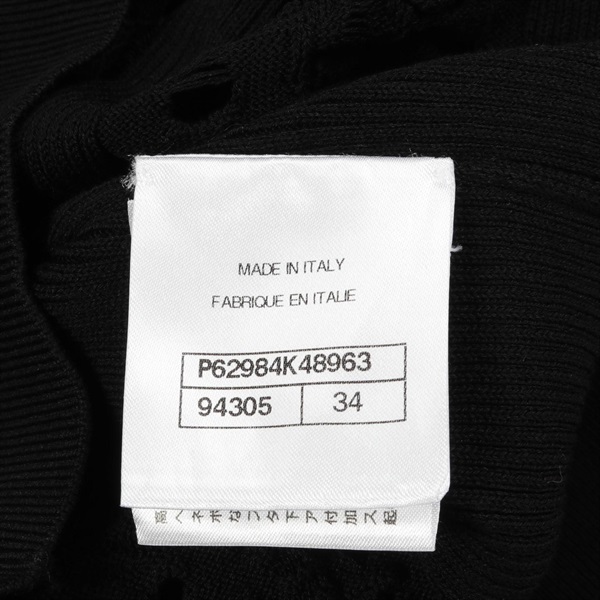 MADE IN ITALY
FABRIQUE EN ITALIE
P62984K48963
94305 34